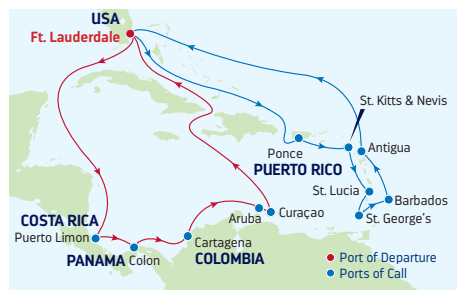 USA
Ft. Lauderdale
St. Kitts & Nevis
Ponce
Antigua
PUERTO RICO
St. Lucia
Barbados
Aruba
Curaçao
St. George's
COSTA RICA
Puerto Limon
Cartagena
PANAMA
Colon
COLOMBIA
Port of Departure
Ports of Call